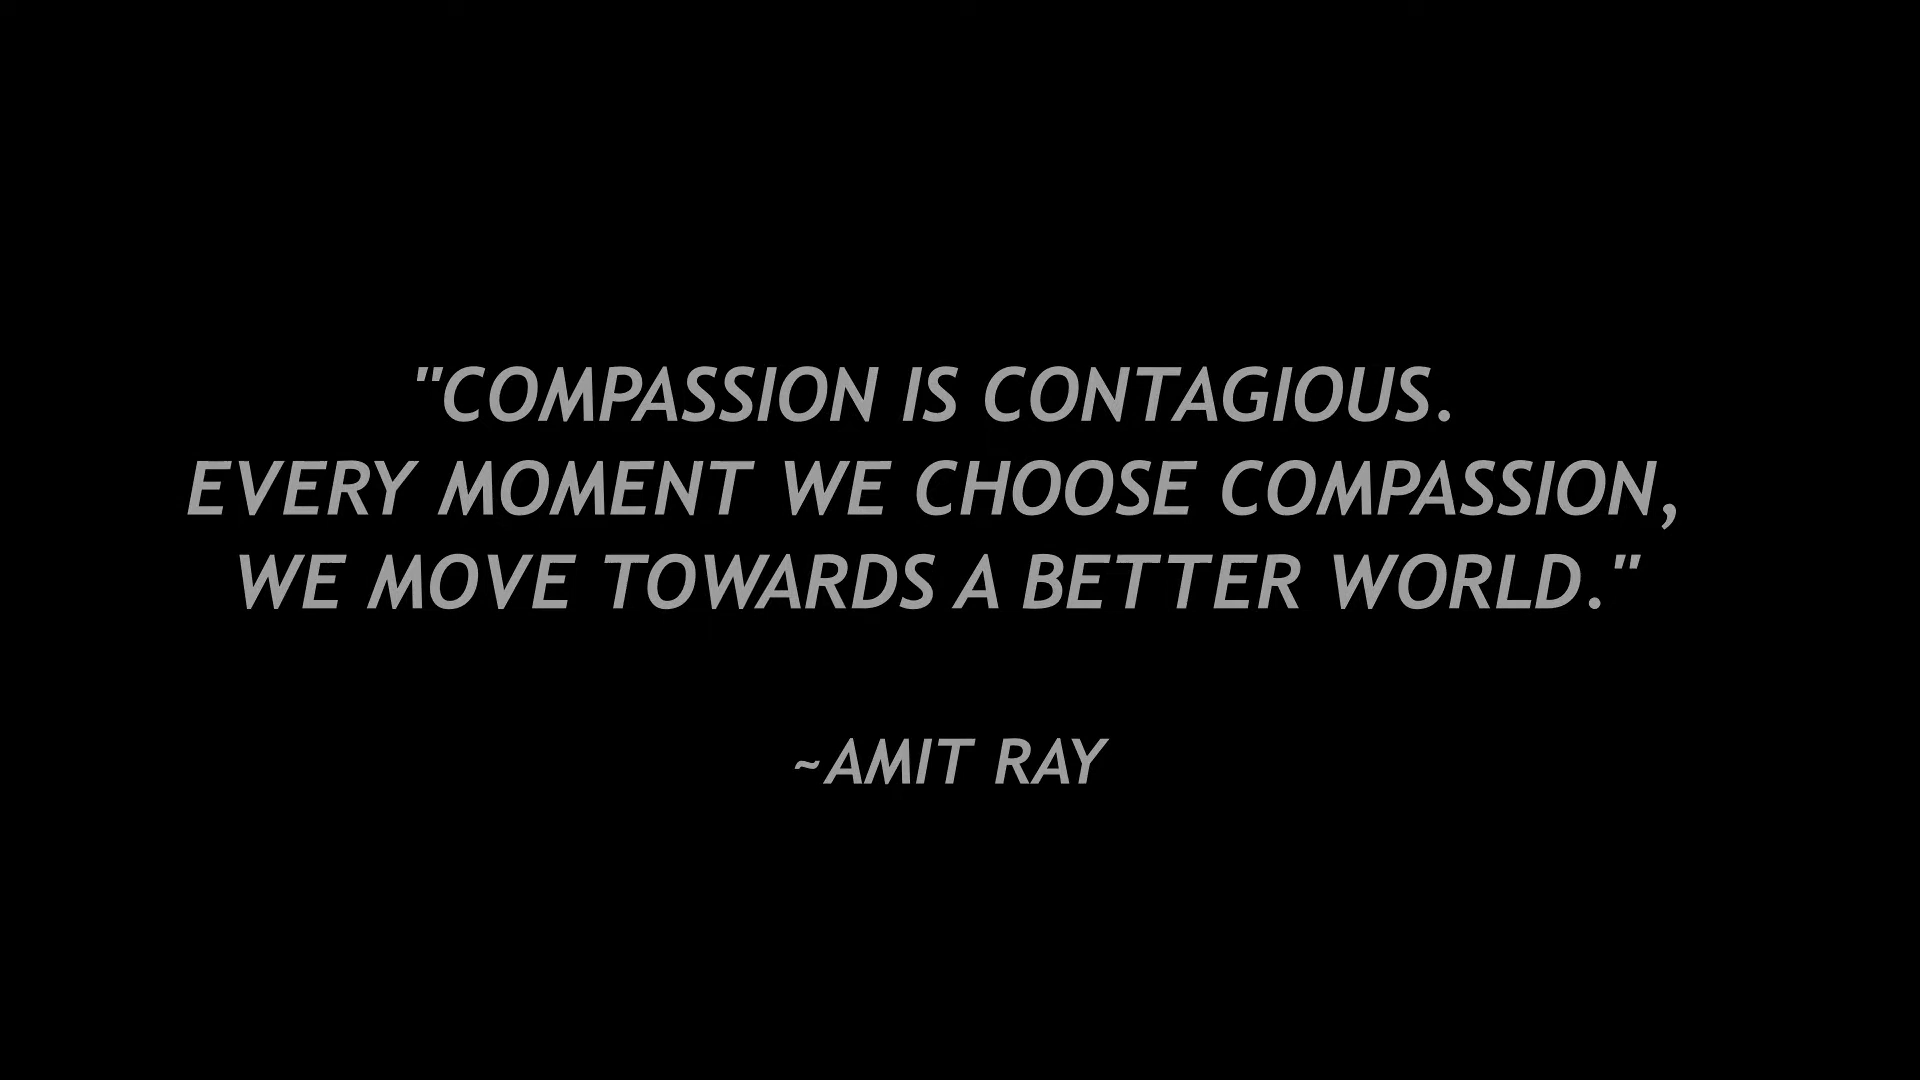 "COMPASSION IS CONTAGIOUS.
EVERY MOMENT WE CHOOSE COMPASSION,
WE MOVE TOWARDS A BETTER WORLD."
~AMIT RAY